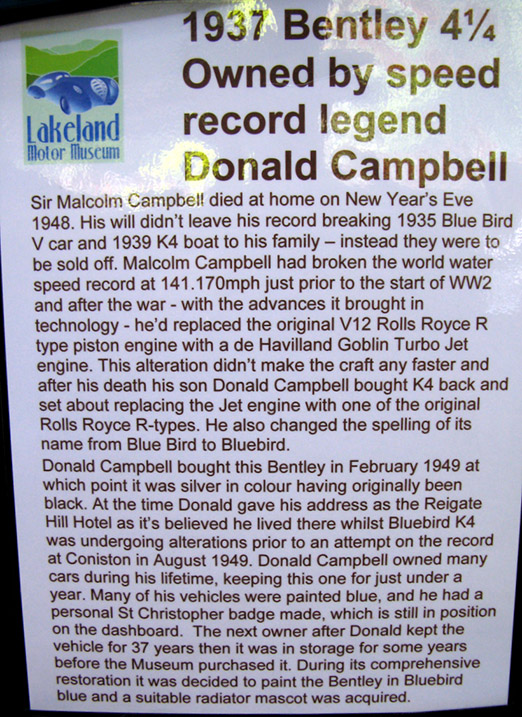 1937 Bentley 4¼
Owned by speed
record legend
Donald Campbell
Lakeland
Motor Museum
Sir Malcolm Campbell died at home on New Year's Eve
1948. His will didn't leave his record breaking 1935 Blue Bird
V car and 1939 K4 boat to his family – instead they were to
be sold off. Malcolm Campbell had broken the world water
speed record at 141.170mph just prior to the start of WW2
and after the war - with the advances it brought in
technology - he'd replaced the original V12 Rolls Royce R
type piston engine with a de Havilland Goblin Turbo Jet
engine. This alteration didn't make the craft any faster and
after his death his son Donald Campbell bought K4 back and
set about replacing the Jet engine with one of the original
Rolls Royce R-types. He also changed the spelling of its
name from Blue Bird to Bluebird.
Donald Campbell bought this Bentley in February 1949 at
which point it was silver in colour having originally been
black. At the time Donald gave his address as the Reigate
Hill Hotel as it's believed he lived there whilst Bluebird K4
was undergoing alterations prior to an attempt on the record
at Coniston in August 1949. Donald Campbell owned many
cars during his lifetime, keeping this one for just under a
year. Many of his vehicles were painted blue, and he had a
personal St Christopher badge made, which is still in position
on the dashboard. The next owner after Donald kept the
vehicle for 37 years then it was in storage for some years
before the Museum purchased it. During its comprehensive
restoration it was decided to paint the Bentley in Bluebird
blue and a suitable radiator mascot was acquired.